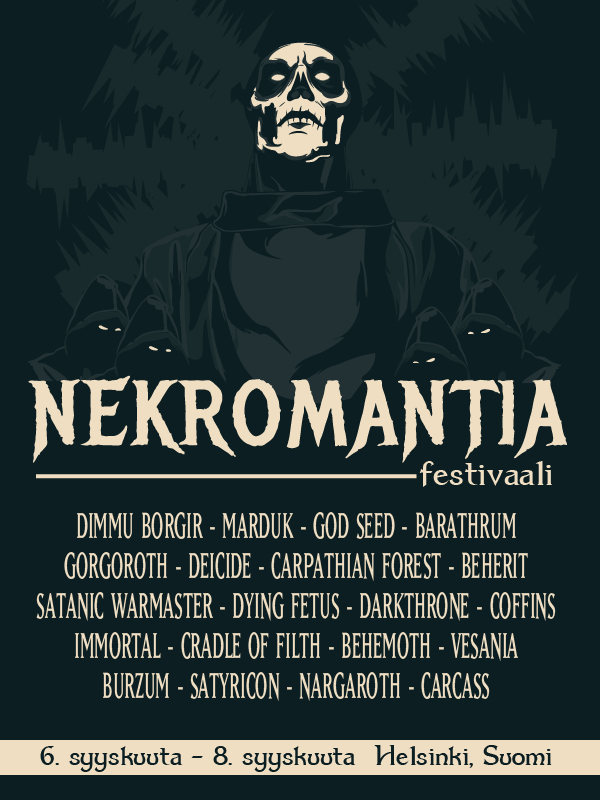 NEKROMANTIA
festivaali
DIMMU BORGIR - MARDUK - GOD SEED - BARATHRUM
GORGOROTH - DEICIDE - CARPATHIAN FOREST - BEHERIT
SATANIC WARMASTER - DYING FETUS - DARKTHRONE - COFFINS
IMMORTAL - CRADLE OF FILTH - BEHEMOTH - VESANIA
BURZUM - SATYRICON - NARGAROTH - CARCASS
6. syyskuuta - 8. syyskuuta Helsinki, Suomi